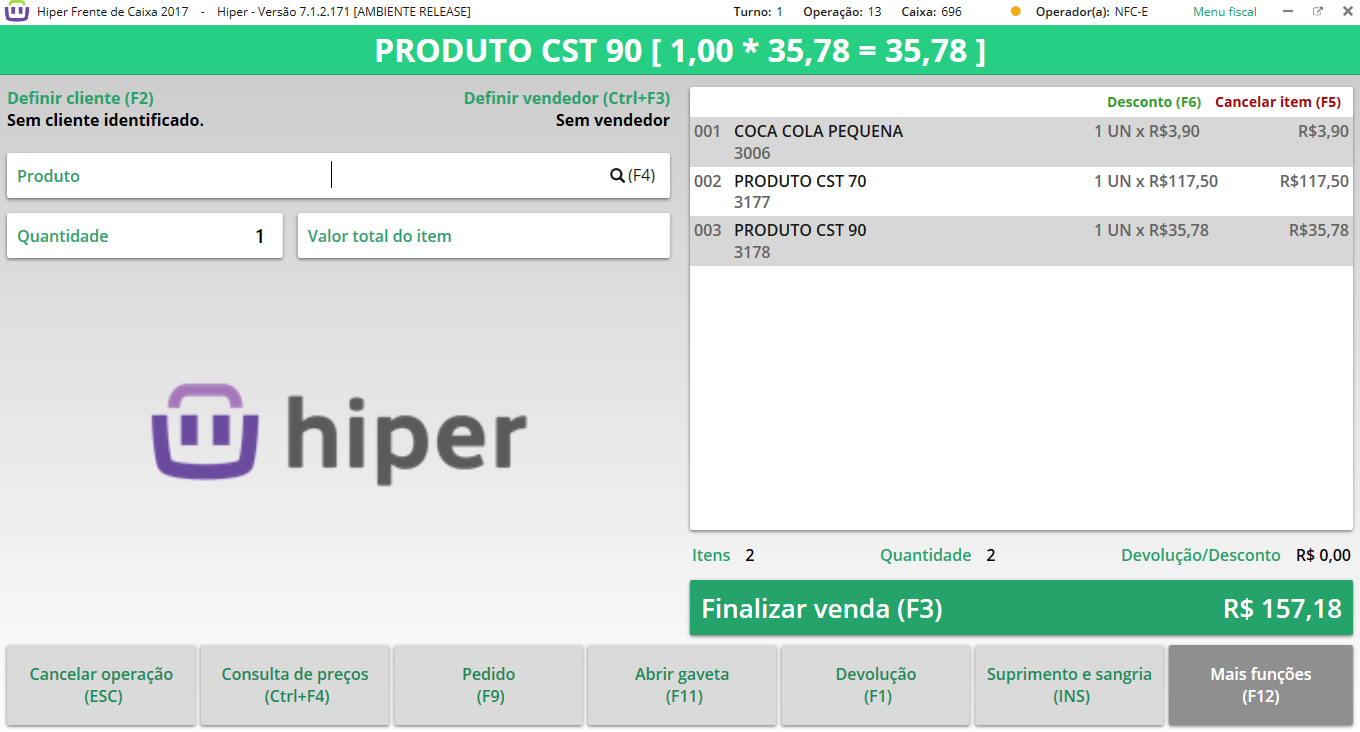 Hiper Frente de Caixa 2017 - Hiper - Versão 7.1.2.171 [AMBIENTE RELEASE] Turno: 1 Operação: 13 Caixa: 696 Operador(a): NFC-E Menu fiscal
PRODUTO CST 90 [ 1,00 * 35,78 = 35,78 ]
Definir cliente (F2) Definir vendedor (Ctrl+F3)
Sem cliente identificado. Sem vendedor
Produto (F4)
Quantidade 1 Valor total do item
hiper
Desconto (F6) Cancelar item (F5)
001 COCA COLA PEQUENA 1 UN x R$3,90 R$3,90
3006
002 PRODUTO CST 70 1 UN x R$117,50 R$117,50
3177
003 PRODUTO CST 90 1 UN x R$35,78 R$35,78
3178
Itens 2 Quantidade 2 Devolução/Desconto R$ 0,00
Finalizar venda (F3) R$ 157,18
Cancelar operação
(ESC)
Consulta de preços
(Ctrl+F4)
Pedido
(F9)
Abrir gaveta
(F11)
Devolução
(F1)
Suprimento e sangria
(INS)
Mais funções
(F12)